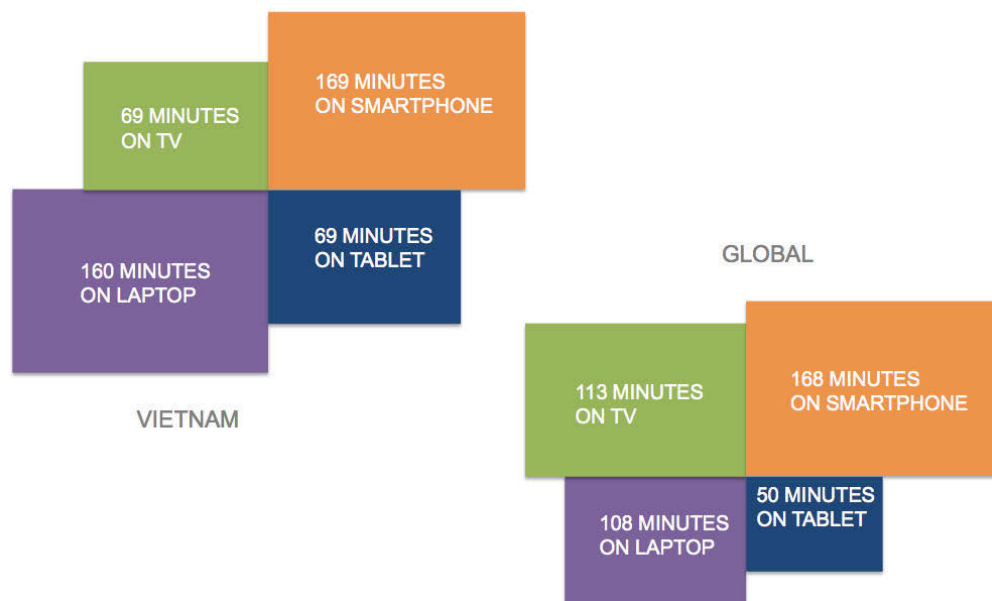 169 MINUTES
ON SMARTPHONE
69 MINUTES
ON TV
69 MINUTES
ON TABLET
160 MINUTES
ON LAPTOP
VIETNAM
GLOBAL
113 MINUTES
ON TV
168 MINUTES
ON SMARTPHONE
108 MINUTES
ON LAPTOP
50 MINUTES
ON TABLET